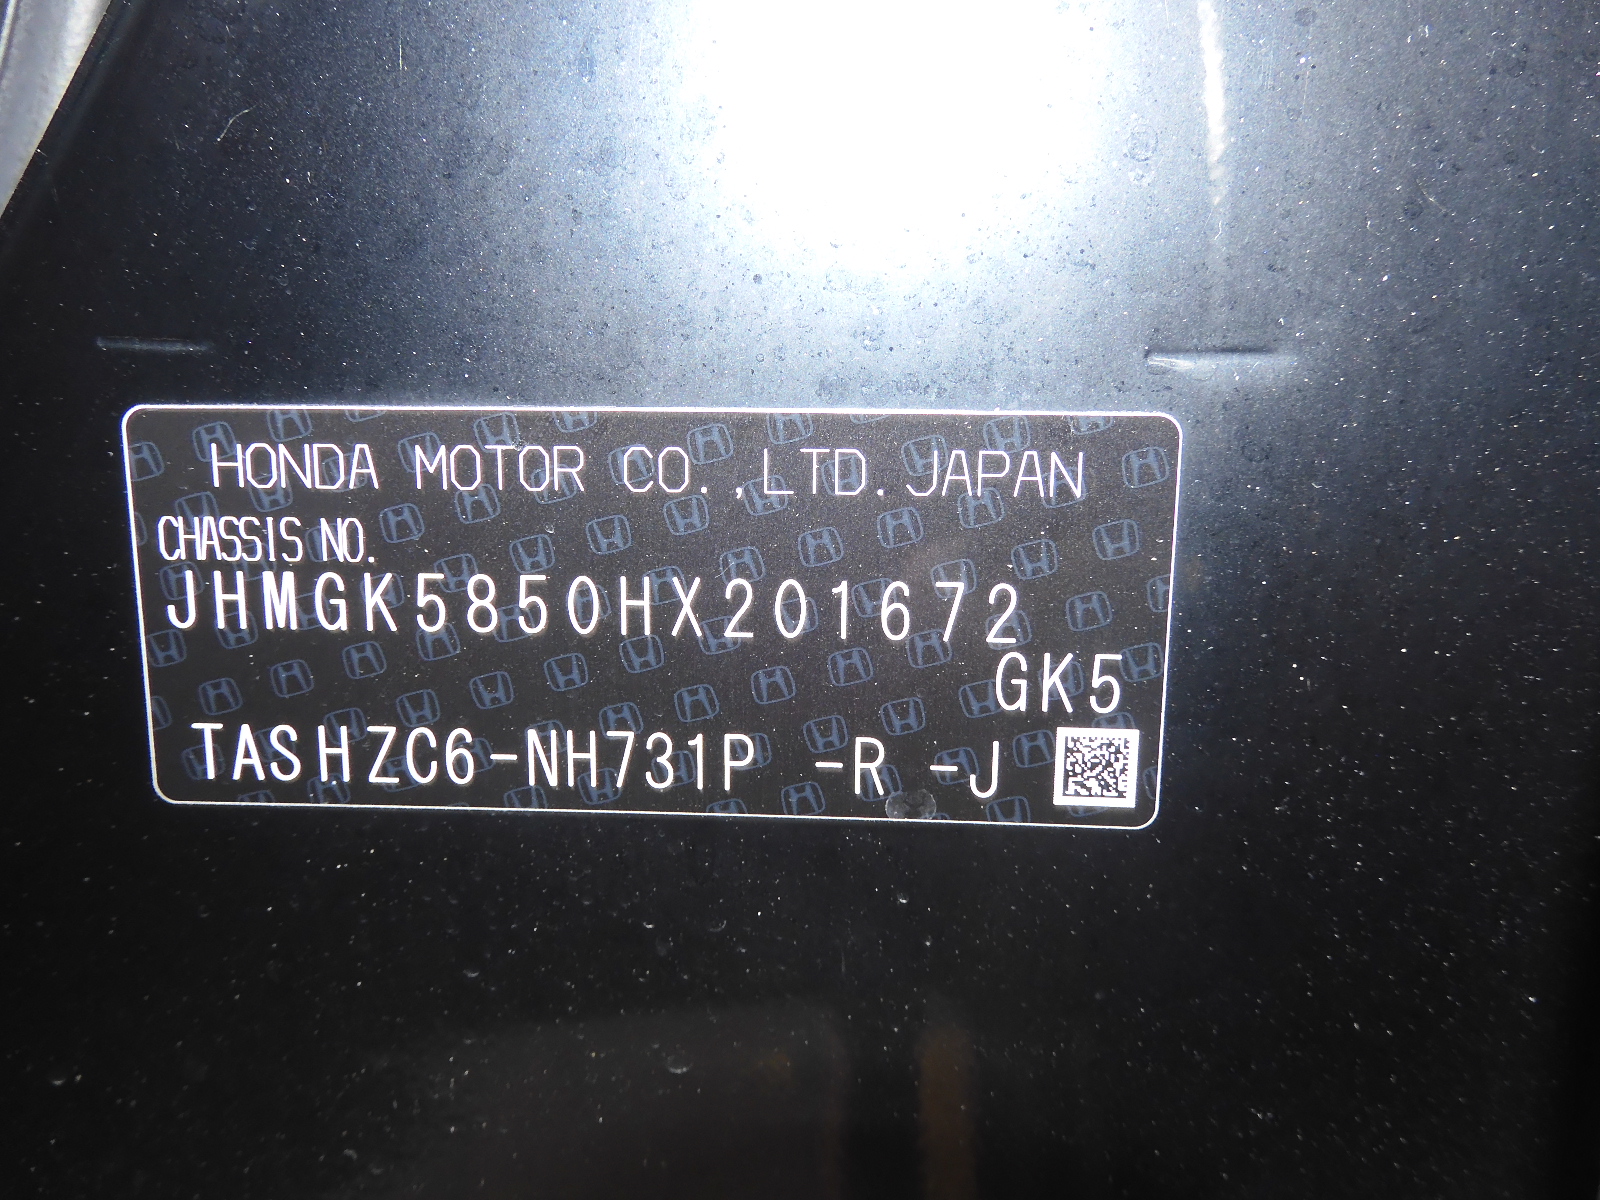 HONDA MOTOR CO.,LTD. JAPAN
CHASSIS NO.
JHMGK5850HX201672
GK5
TASHZC6-NH731P -R -J